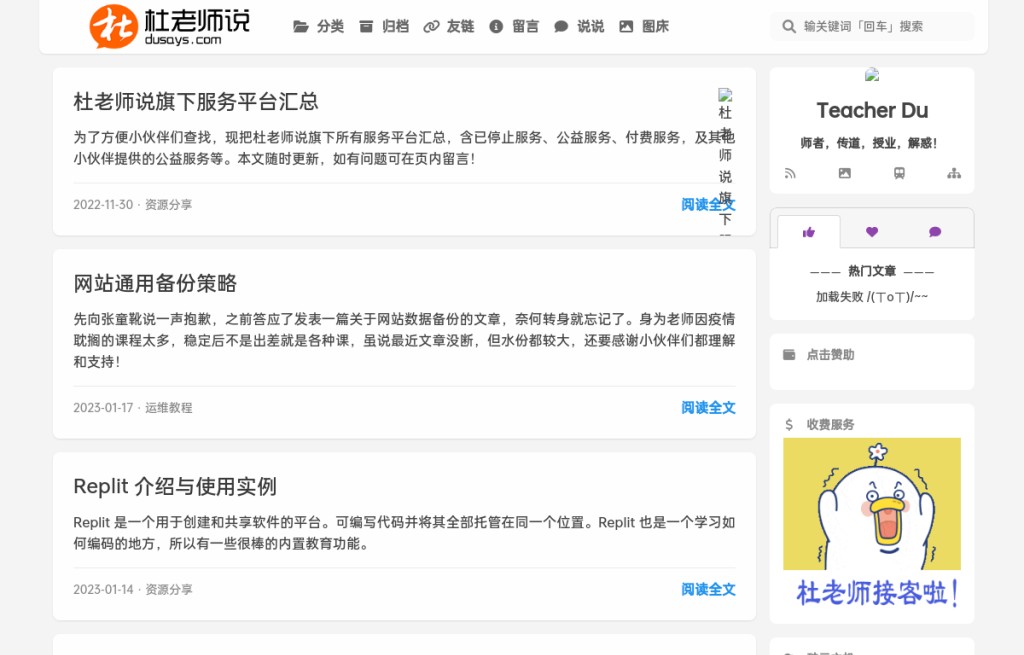 杜老师说
dusays.com
分类 归档 友链 留言 说说 图床
输关键词「回车」搜索
杜老师说旗下服务平台汇总
为了方便小伙伴们查找，现把杜老师说旗下所有服务平台汇总，含已停止服务、公益服务、付费服务，及其他
小伙伴提供的公益服务等。本文随时更新，如有问题可在页内留言！
杜
老
师
说
旗
下
2022-11-30 · 资源分享
阅读全文
网站通用备份策略
先向张童靴说一声抱歉，之前答应了发表一篇关于网站数据备份的文章，奈何转身就忘记了。身为老师因疫情
耽搁的课程太多，稳定后不是出差就是各种课，虽说最近文章没断，但水份都较大，还要感谢小伙伴们都理解
和支持！
2023-01-17 · 运维教程
阅读全文
Replit 介绍与使用实例
Replit 是一个用于创建和共享软件的平台。可编写代码并将其全部托管在同一个位置。Replit 也是一个学习如
何编码的地方，所以有一些很棒的内置教育功能。
2023-01-14 · 资源分享
阅读全文
Teacher Du
师者，传道，授业，解惑！
——— 热门文章 ———
加载失败 /(ㄒoㄒ)/~~
点击赞助
收费服务
杜老师接客啦！